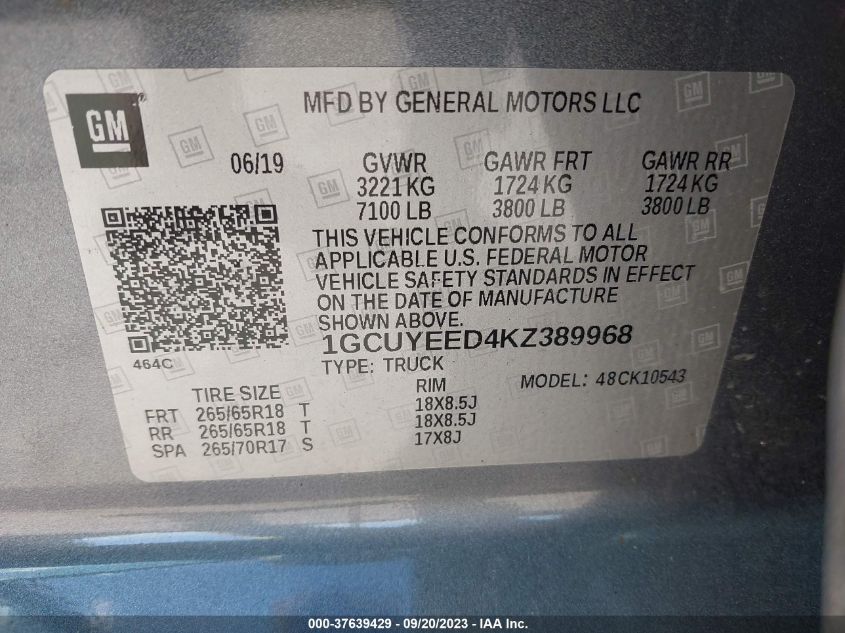 GM
MFD BY GENERAL MOTORS LLC
06/19 GVWR GAWR FRT GAWR RR
3221 KG 1724 KG 1724 KG
7100 LB 3800 LB 3800 LB
THIS VEHICLE CONFORMS TO ALL
APPLICABLE U.S. FEDERAL MOTOR
VEHICLE SAFETY STANDARDS IN EFFECT
ON THE DATE OF MANUFACTURE
SHOWN ABOVE.
1GCUYEED4KZ389968
464C
TYPE: TRUCK
MODEL: 48CK10543
TIRE SIZE RIM
FRT 265/65R18 T 18X8.5J
RR 265/65R18 T 18X8.5J
SPA 265/70R17 S 17X8J
000-37639429 - 09/20/2023 - IAA Inc.